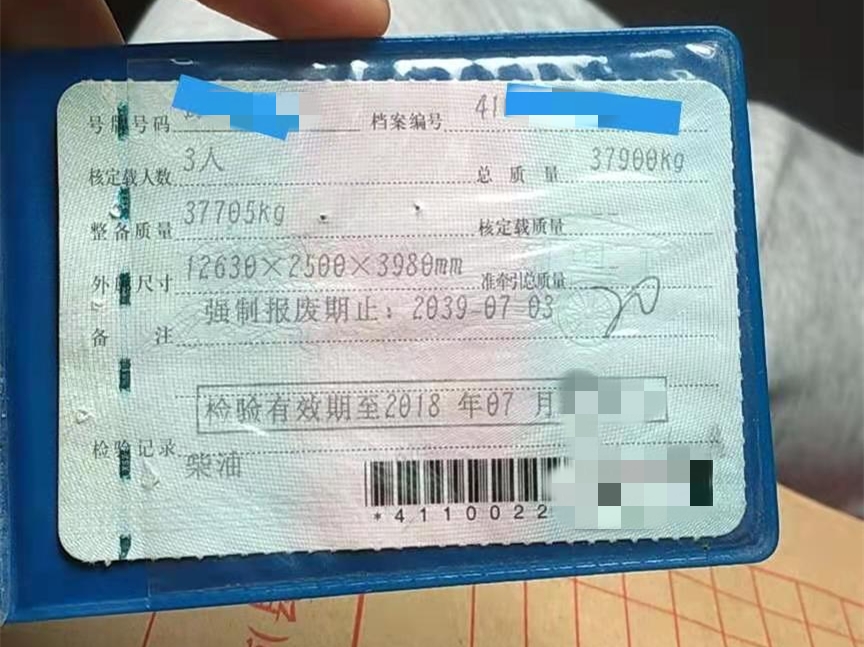 号牌号码 档案编号 41
核定载人数 3人 总质量 37900kg
整备质量 37705kg 核定载质量 --
外廓尺寸 12630×2500×3980mm 准牵引总质量
备注 强制报废期止：2039-07-03
检验有效期至2018 年07 月
检验记录
柴油
*4110022